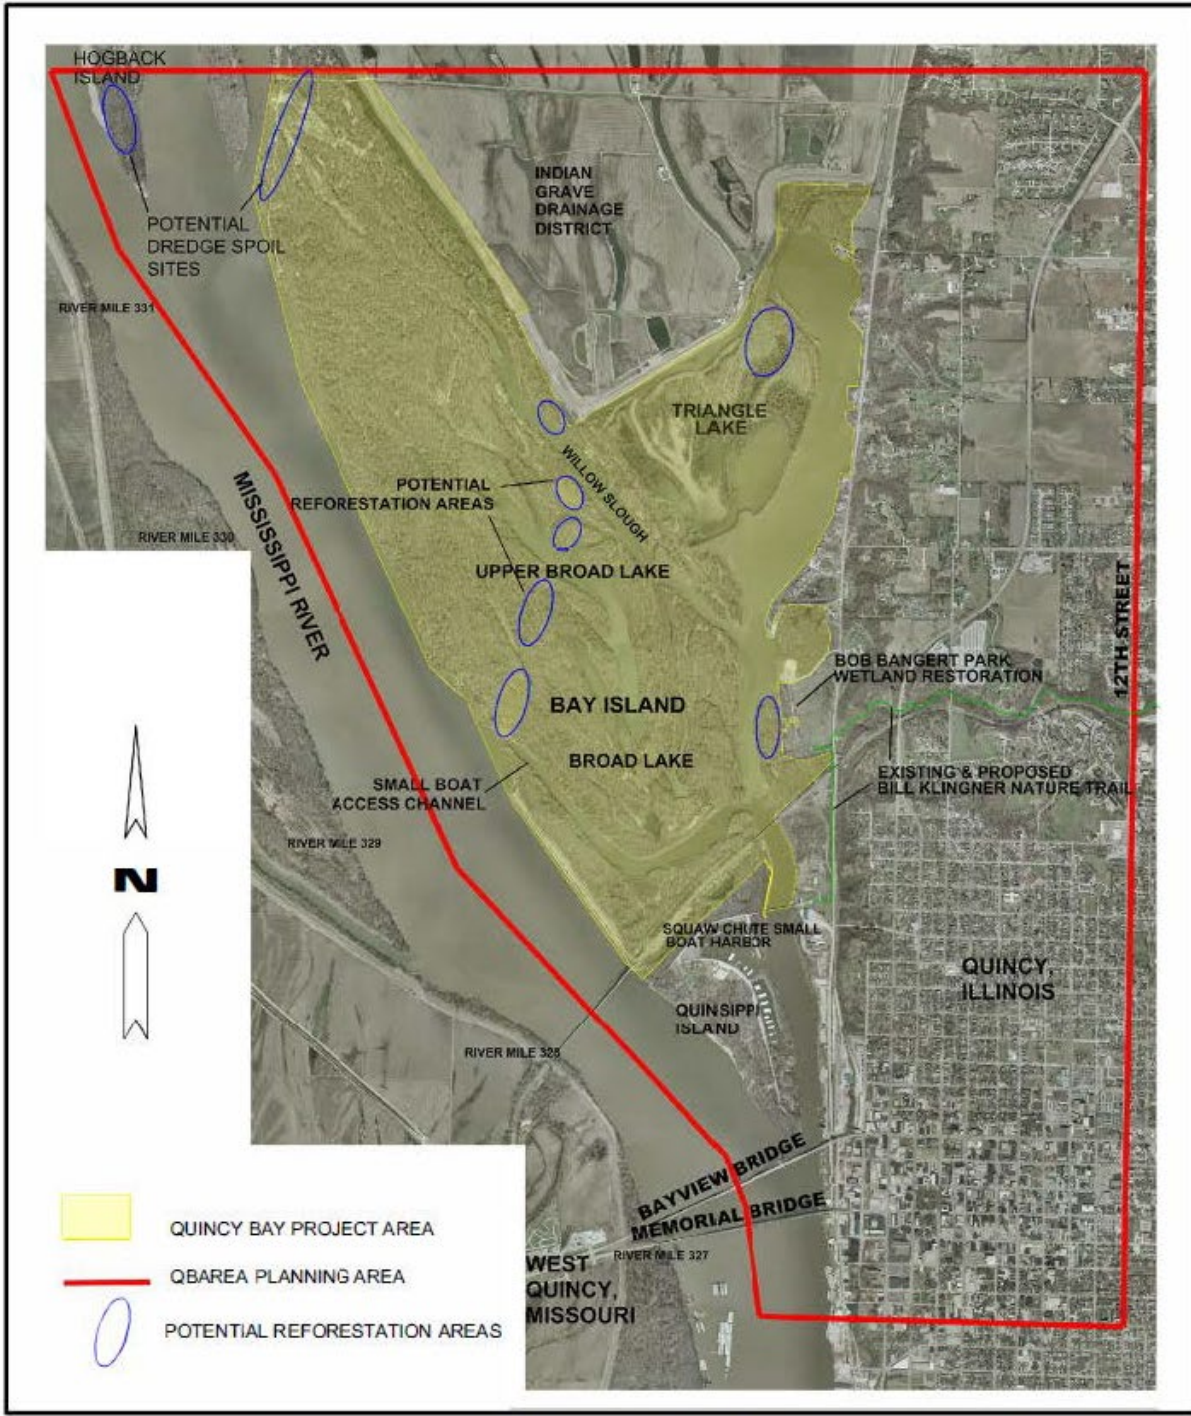 HOGBACK
ISLAND
INDIAN
GRAVE
DRAINAGE
DISTRICT
POTENTIAL
DREDGE SPOIL
SITES
RIVER MILE 331
TRIANGLE
LAKE
WILLOW SLOUGH
POTENTIAL
REFORESTATION AREAS
MISSISSIPPI RIVER
RIVER MILE 330
UPPER BROAD LAKE
12TH STREET
BOB BANGERT PARK
WETLAND RESTORATION
BAY ISLAND
BROAD LAKE
EXISTING & PROPOSED
BILL KLINGNER NATURE TRAIL
SMALL BOAT
ACCESS CHANNEL
RIVER MILE 329
N
SQUAW CHUTE SMALL
BOAT HARBOR
QUINCY,
ILLINOIS
QUINSIPPI
ISLAND
RIVER MILE 328
BAYVIEW BRIDGE
MEMORIAL BRIDGE
RIVER MILE 327
WEST
QUINCY,
MISSOURI
QUINCY BAY PROJECT AREA
QBAREA PLANNING AREA
POTENTIAL REFORESTATION AREAS